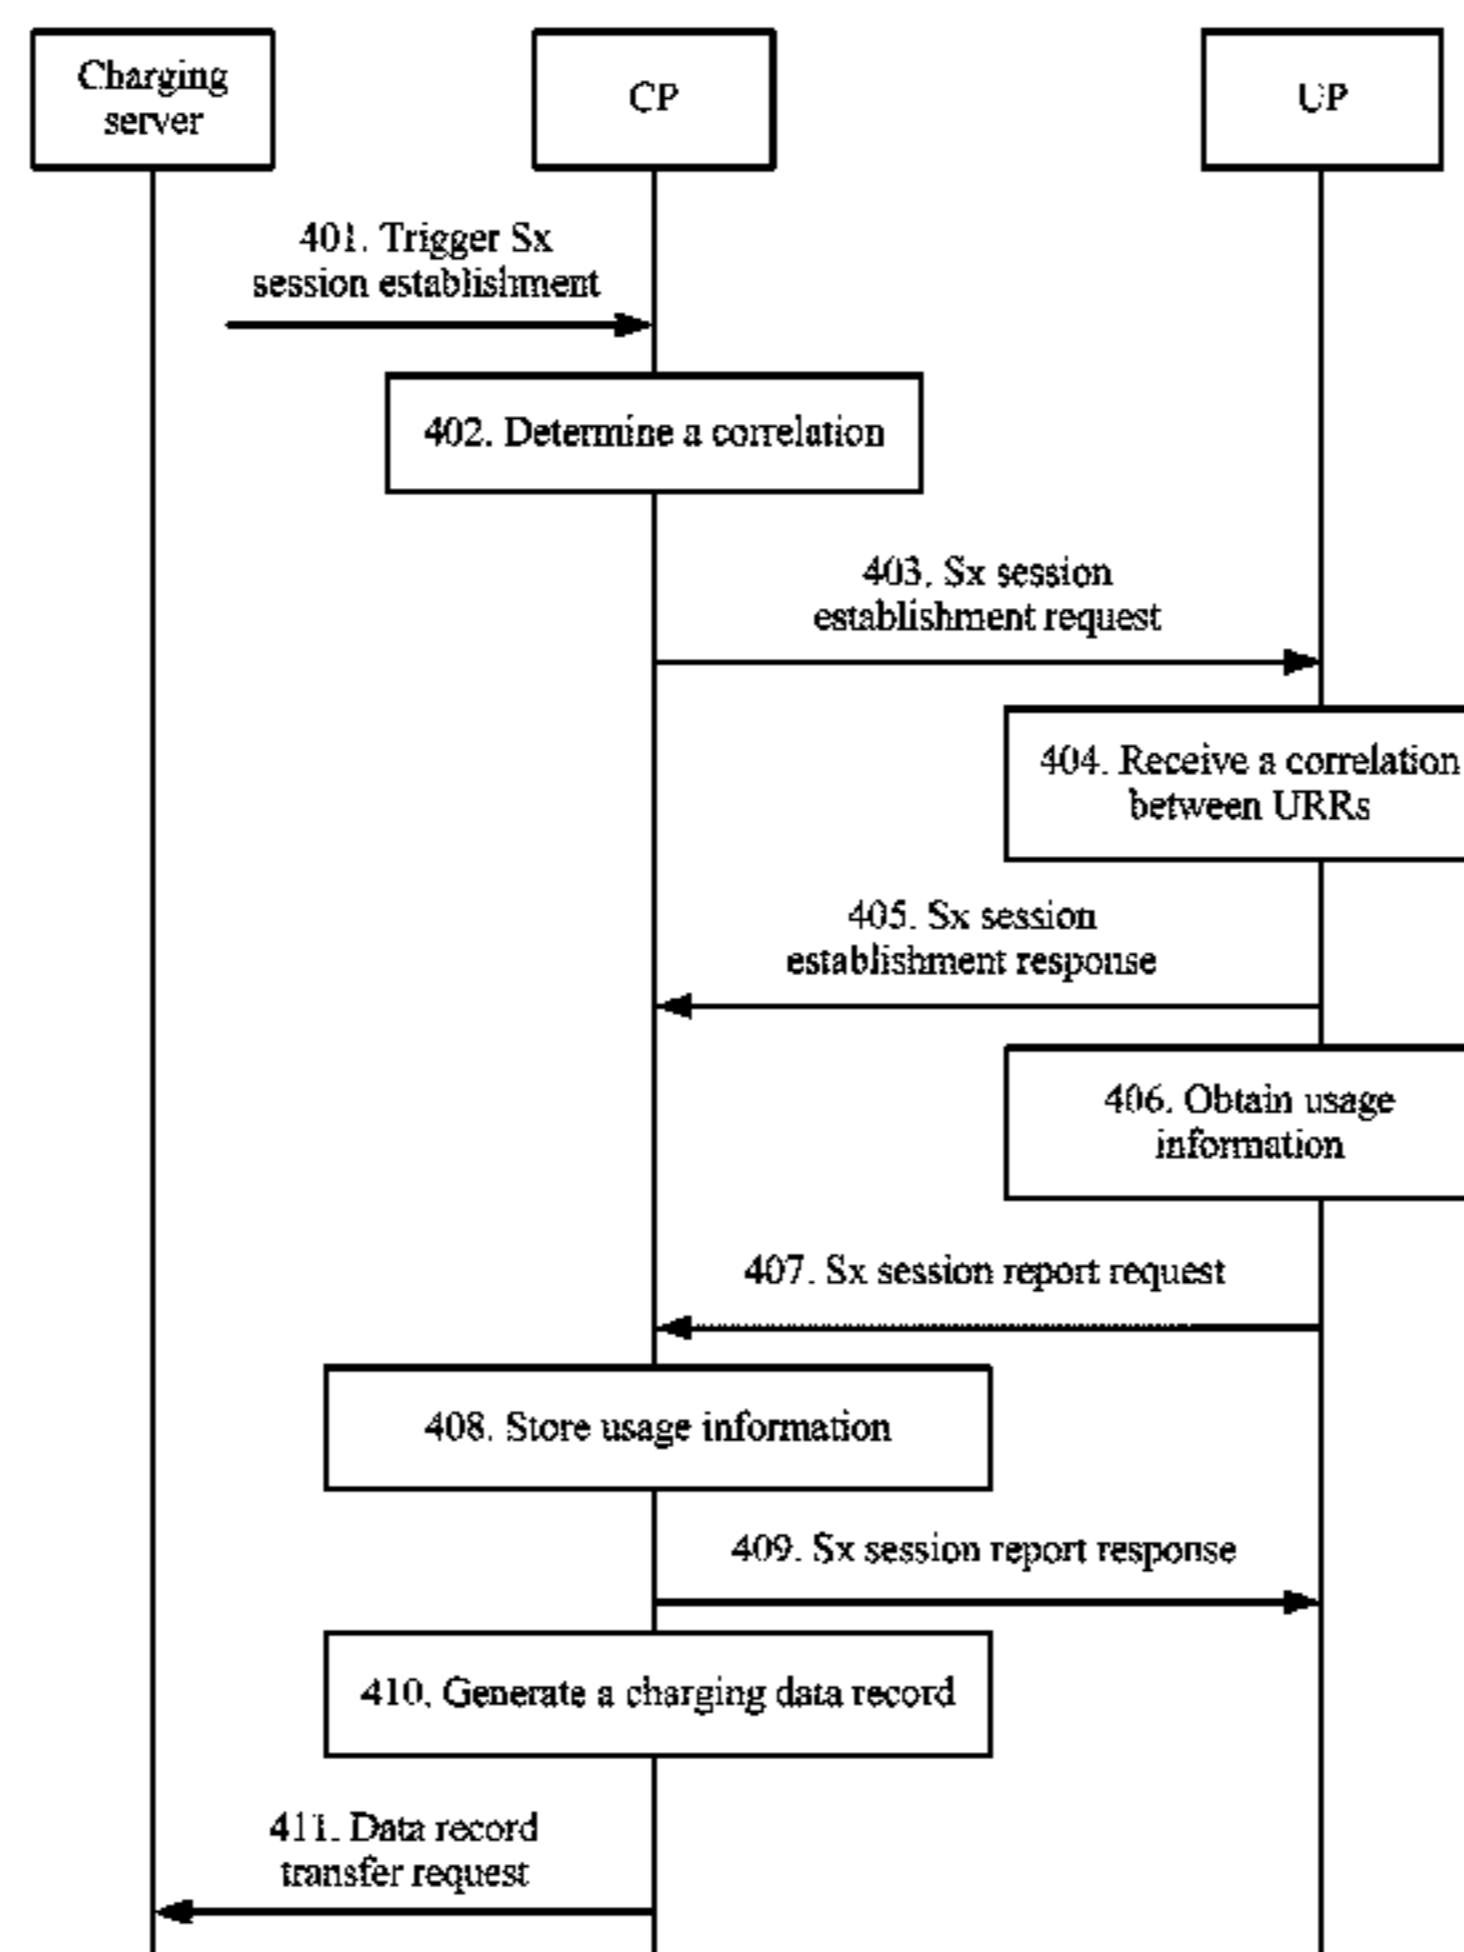 Charging
server
CP
UP
401. Trigger Sx
session establishment
402. Determine a correlation
403. Sx session
establishment request
404. Receive a correlation
between URRs
405. Sx session
establishment response
406. Obtain usage
information
407. Sx session report request
408. Store usage information
409. Sx session report response
410. Generate a charging data record
411. Data record
transfer request